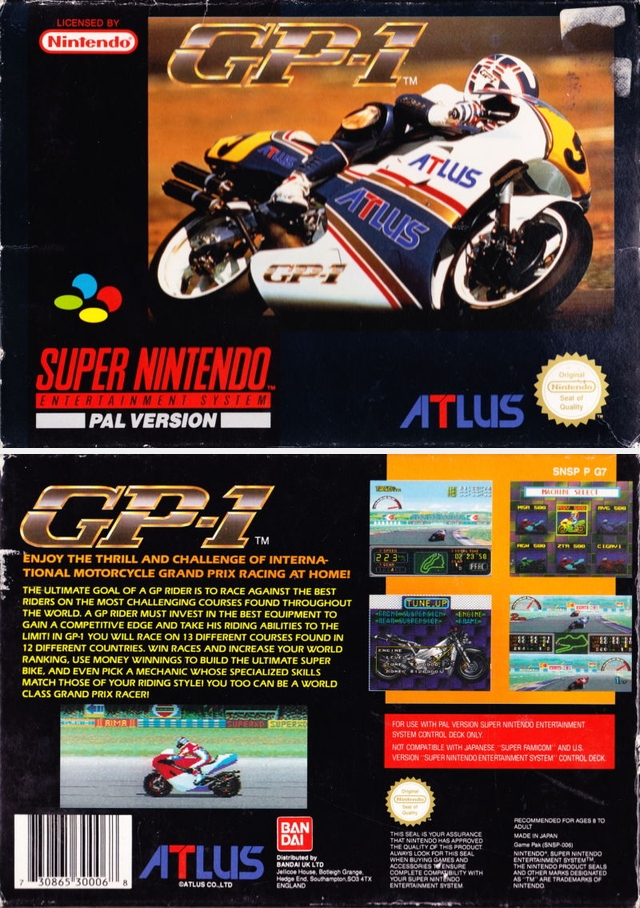 LICENSED BY
Nintendo
GP-1 ™
ATLUS
ATLUS
GP-1
SUPER NINTENDO ™
ENTERTAINMENT SYSTEM
PAL VERSION
ATLUS
Original
Nintendo
Seal of
Quality
SNSP P G7
GP-1 ™
ENJOY THE THRILL AND CHALLENGE OF INTERNA-
TIONAL MOTORCYCLE GRAND PRIX RACING AT HOME!
THE ULTIMATE GOAL OF A GP RIDER IS TO RACE AGAINST THE BEST
RIDERS ON THE MOST CHALLENGING COURSES FOUND THROUGHOUT
THE WORLD. A GP RIDER MUST INVEST IN THE BEST EQUIPMENT TO
GAIN A COMPETITIVE EDGE AND TAKE HIS RIDING ABILITIES TO THE
LIMIT! IN GP-1 YOU WILL RACE ON 13 DIFFERENT COURSES FOUND IN
12 DIFFERENT COUNTRIES. WIN RACES AND INCREASE YOUR WORLD
RANKING, USE MONEY WINNINGS TO BUILD THE ULTIMATE SUPER
BIKE, AND EVEN PICK A MECHANIC WHOSE SPECIALIZED SKILLS
MATCH THOSE OF YOUR RIDING STYLE! YOU TOO CAN BE A WORLD
CLASS GRAND PRIX RACER!
MACHINE SELECT
TUNE UP
FOR USE WITH PAL VERSION SUPER NINTENDO ENTERTAINMENT
SYSTEM CONTROL DECK ONLY.
NOT COMPATIBLE WITH JAPANESE "SUPER FAMICOM" AND U.S.
VERSION "SUPER NINTENDO ENTERTAINMENT SYSTEM" CONTROL DECK.
7 30865 30006 8
ATLUS
©ATLUS CO.,LTD
BAN
DAI
Distributed by
BANDAI UK LTD
Jellicoe House, Botleigh Grange,
Hedge End, Southampton,SO3 4TX
ENGLAND
Original
Nintendo
Seal of
Quality
THIS SEAL IS YOUR ASSURANCE
THAT NINTENDO HAS APPROVED
THE QUALITY OF THIS PRODUCT.
ALWAYS LOOK FOR THIS SEAL
WHEN BUYING GAMES AND
ACCESSORIES TO ENSURE
COMPLETE COMPATIBILITY WITH
YOUR SUPER NINTENDO
ENTERTAINMENT SYSTEM.
RECOMMENDED FOR AGES 8 TO
ADULT
MADE IN JAPAN
Game Pak (SNSP-006)
NINTENDO®, SUPER NINTENDO
ENTERTAINMENT SYSTEM™,
THE NINTENDO PRODUCT SEALS
AND OTHER MARKS DESIGNATED
AS "TM" ARE TRADEMARKS OF
NINTENDO.